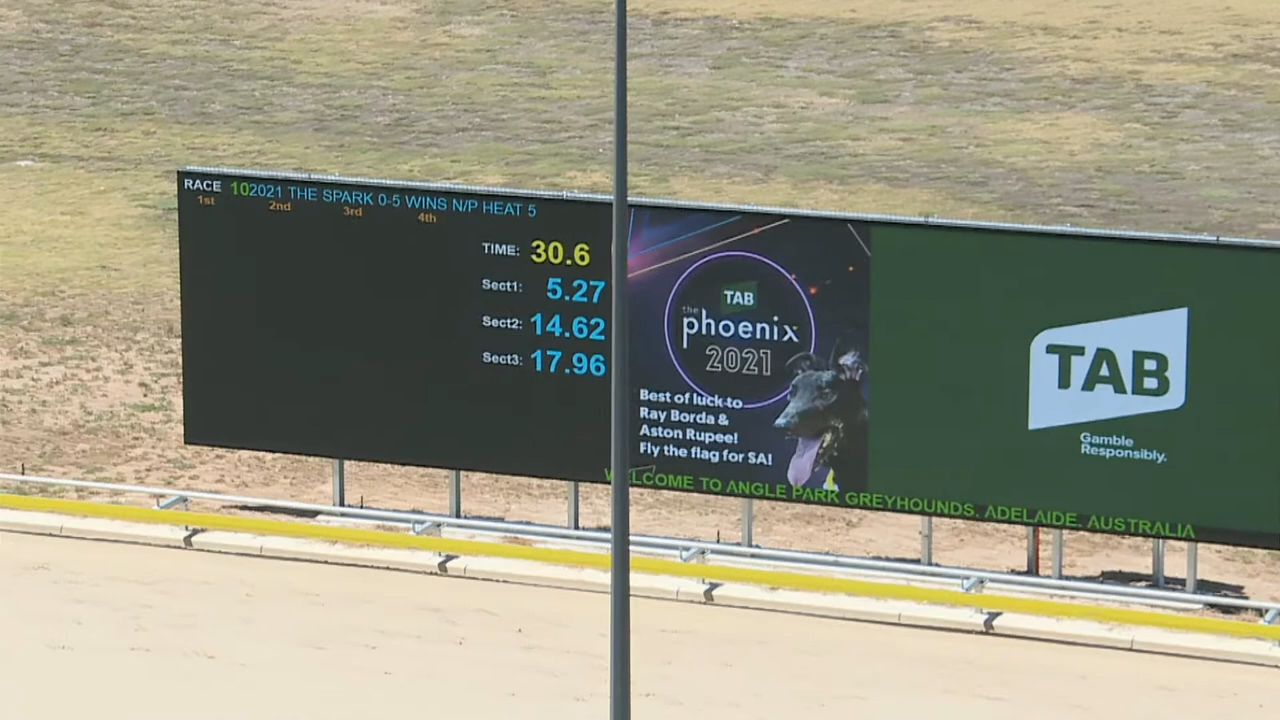 RACE 10 2021 THE SPARK 0-5 WINS N/P HEAT 5
1st 2nd 3rd 4th
TIME: 30.6
Sect1: 5.27
Sect2: 14.62
Sect3: 17.96
TAB
the
phoenix
2021
Best of luck to
Ray Borda &
Aston Rupee!
Fly the flag for SA!
TAB
Gamble
Responsibly.
WELCOME TO ANGLE PARK GREYHOUNDS, ADELAIDE, AUSTRALIA